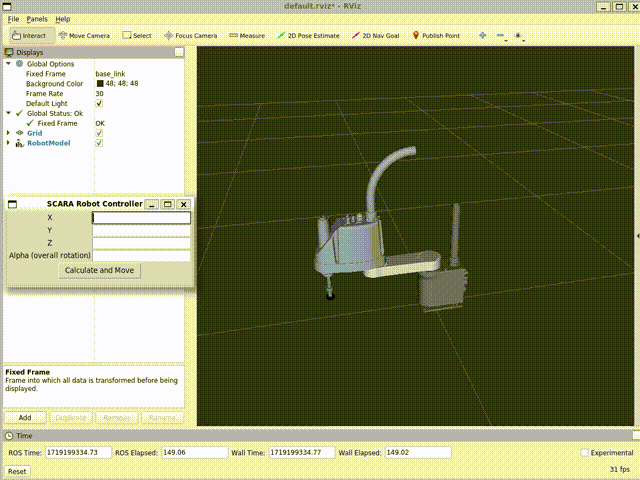 default.rviz* - RViz
File Panels Help
Interact Move Camera Select Focus Camera Measure 2D Pose Estimate 2D Nav Goal Publish Point
Displays
Global Options
Fixed Frame base_link
Background Color 48; 48; 48
Frame Rate 30
Default Light
Global Status: Ok
Fixed Frame OK
Grid
RobotModel
SCARA Robot Controller
X
Y
Z
Alpha (overall rotation)
Calculate and Move
Fixed Frame
Frame into which all data is transformed before being
displayed.
Add Duplicate Remove Rename
Time
ROS Time: 1719199334.73 ROS Elapsed: 149.06 Wall Time: 1719199334.77 Wall Elapsed: 149.02 Experimental
Reset 31 fps